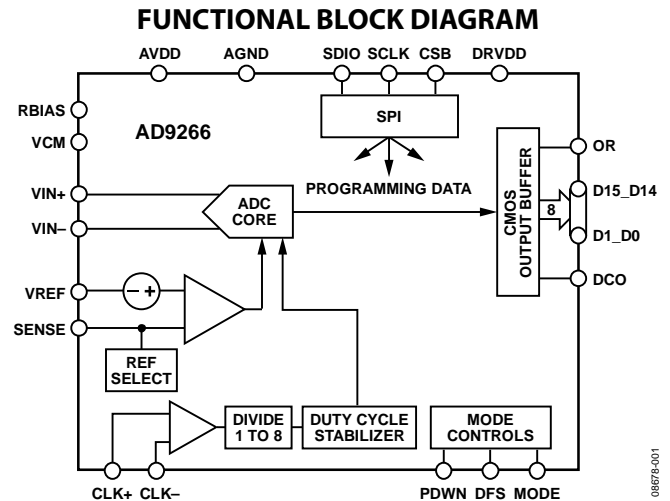 FUNCTIONAL BLOCK DIAGRAM
AVDD AGND SDIO SCLK CSB DRVDD
RBIAS
AD9266
SPI
VCM
OR
PROGRAMMING DATA
VIN+
ADC
CORE
CMOS
OUTPUT BUFFER
8
D15_D14
VIN–
D1_D0
VREF
– +
DCO
SENSE
REF
SELECT
DIVIDE
1 TO 8
DUTY CYCLE
STABILIZER
MODE
CONTROLS
CLK+ CLK– PDWN DFS MODE
08678-001